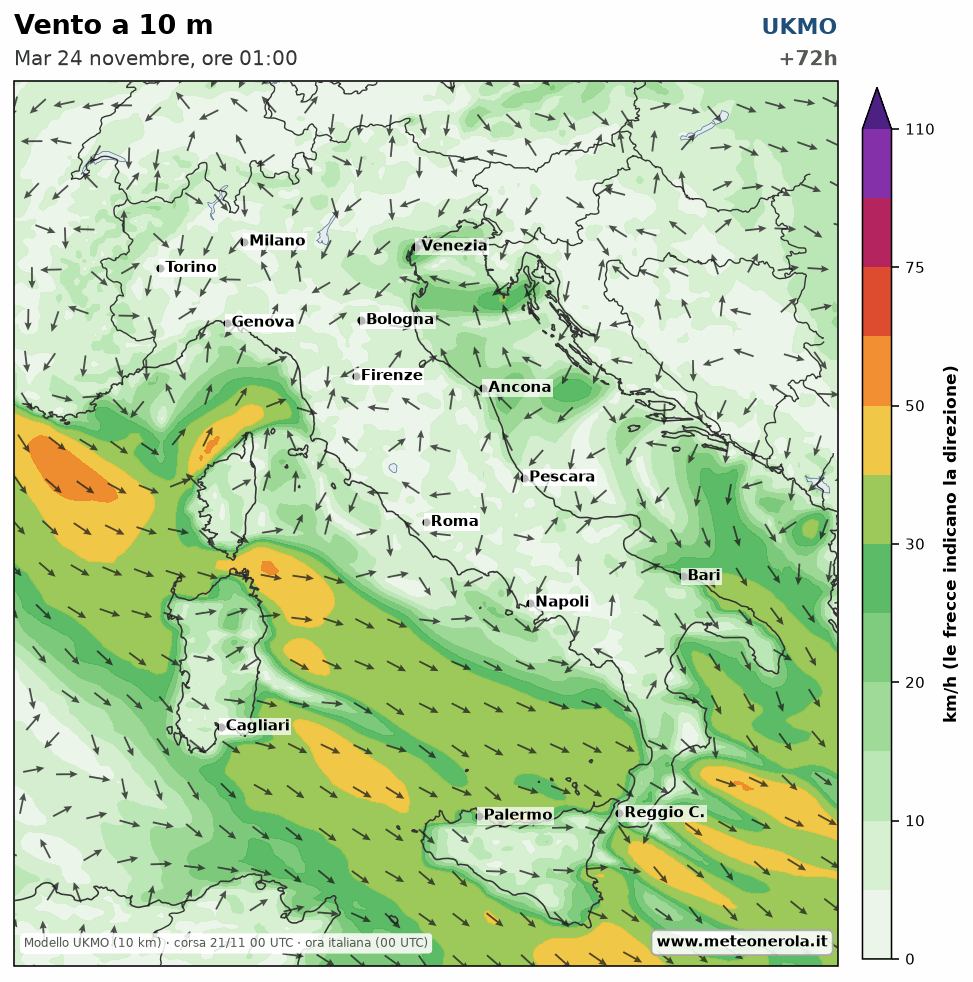 Vento a 10 m
UKMO
Mar 24 novembre, ore 01:00
+72h
110
75
50
30
20
10
0
km/h (le frecce indicano la direzione)
Venezia
Milano
Torino
Genova
Bologna
Firenze
Ancona
Pescara
Roma
Bari
Napoli
Cagliari
Palermo
Reggio C.
Modello UKMO (10 km) · corsa 21/11 00 UTC · ora italiana (00 UTC)
www.meteonerola.it